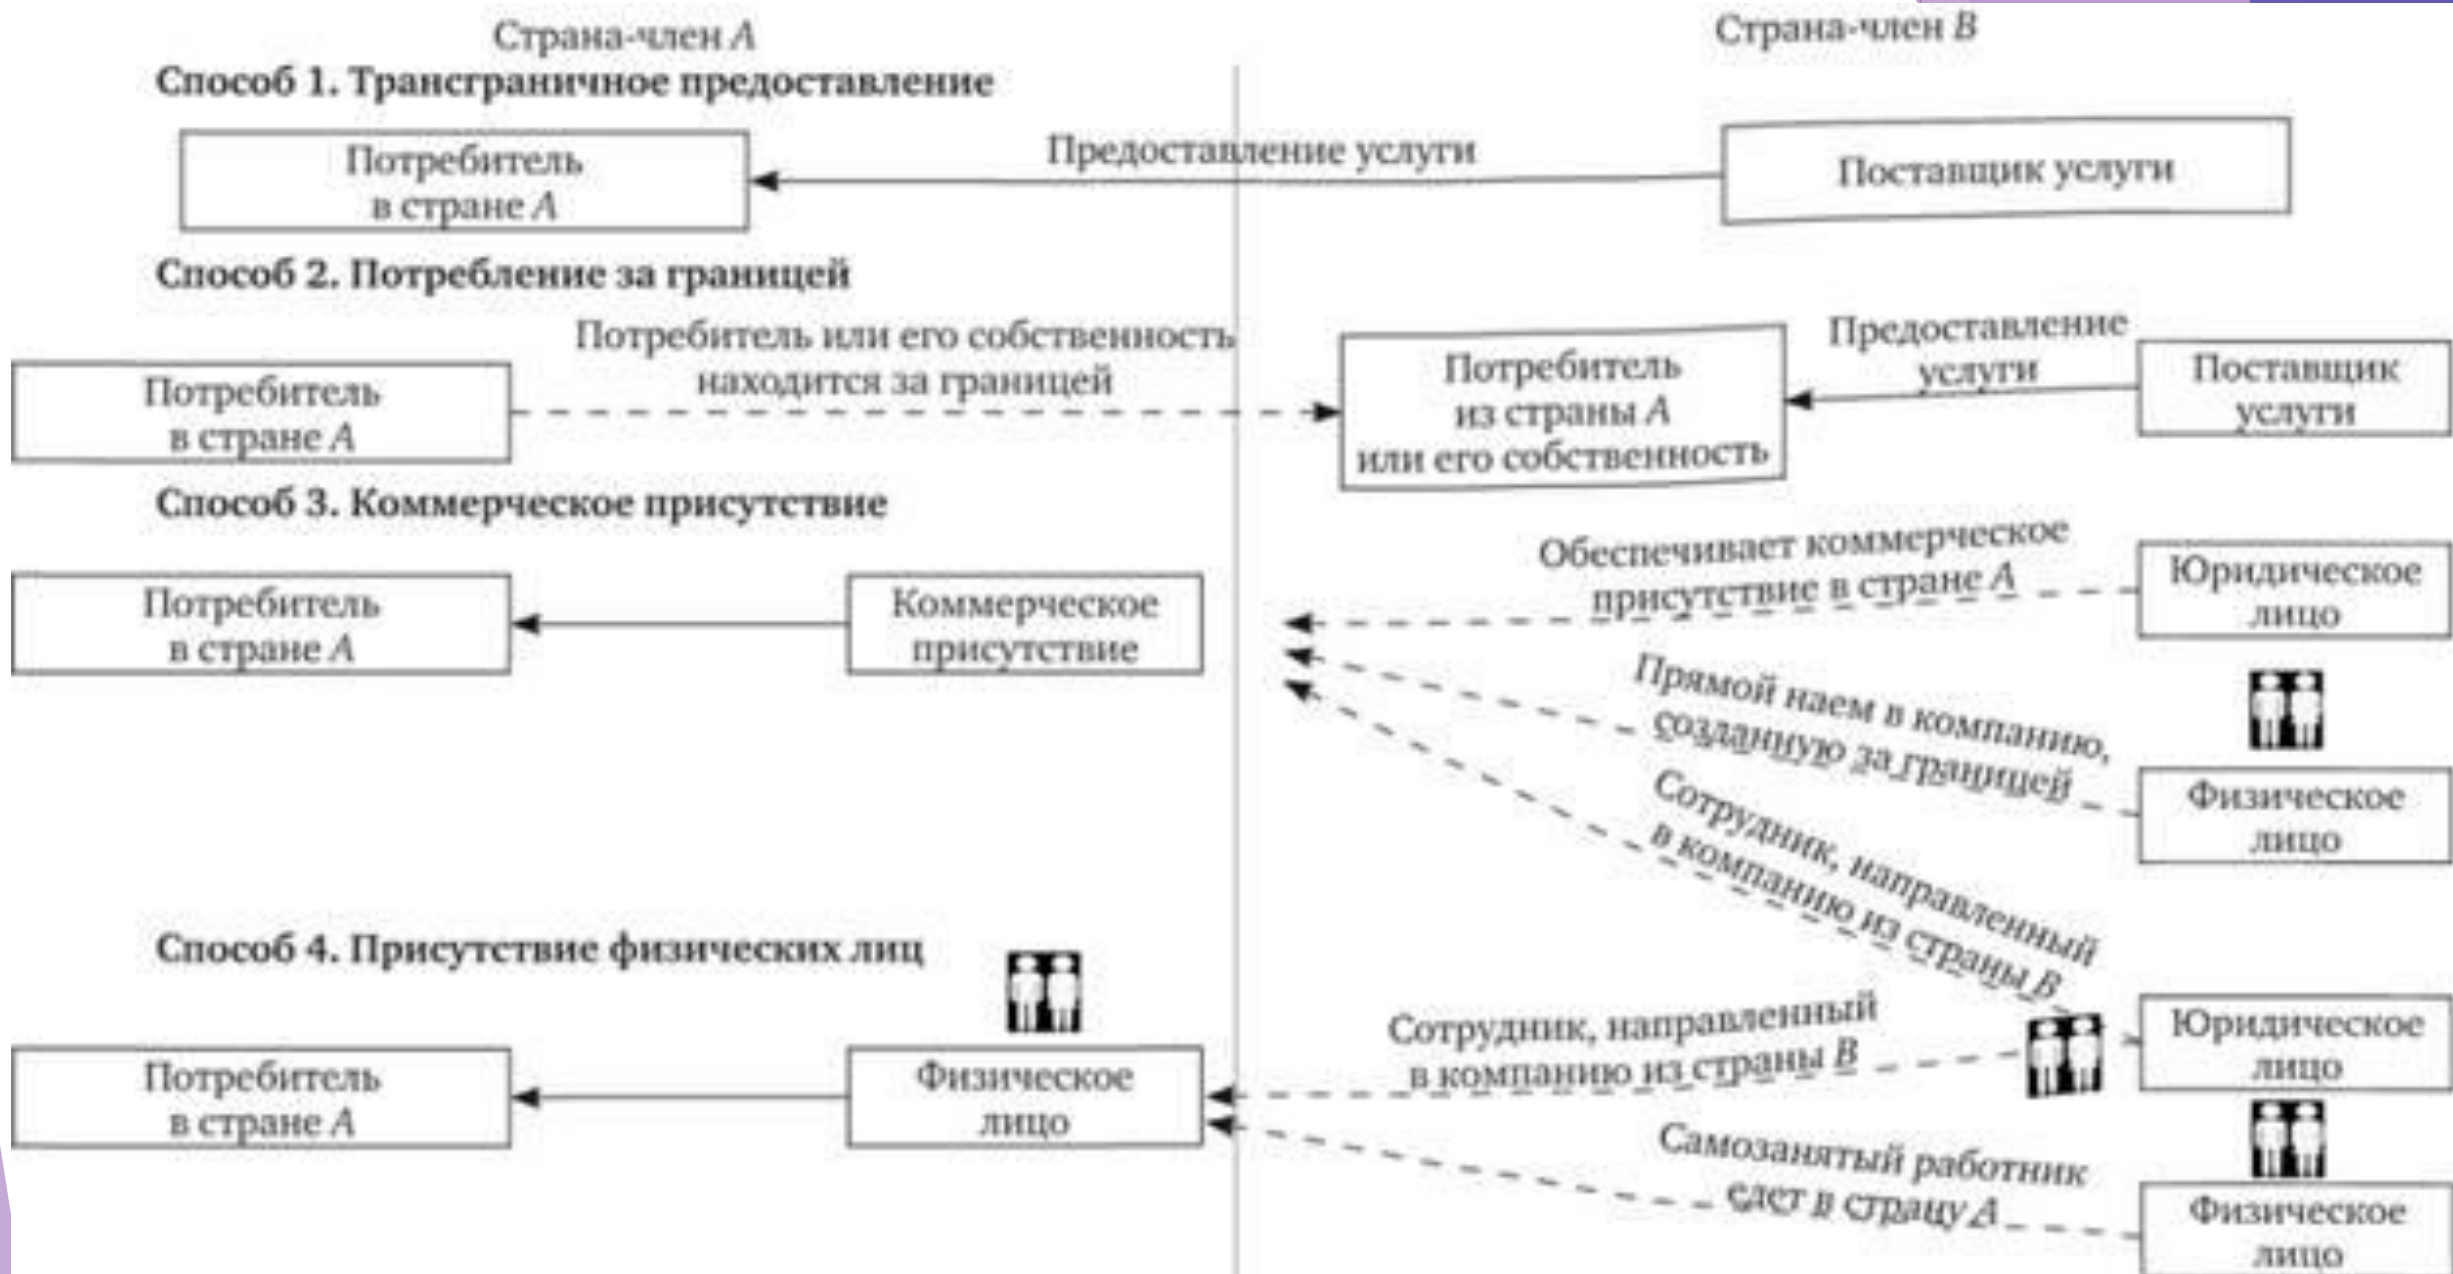 Страна-член A
Страна-член B
Способ 1. Трансграничное предоставление
Потребитель
в стране A
Предоставление услуги
Поставщик услуги
Способ 2. Потребление за границей
Потребитель
в стране A
Потребитель или его собственность
находится за границей
Потребитель
из страны A
или его собственность
Предоставление
услуги
Поставщик
услуги
Способ 3. Коммерческое присутствие
Потребитель
в стране A
Коммерческое
присутствие
Обеспечивает коммерческое
присутствие в стране A
Юридическое
лицо
Прямой наем в компанию,
созданную за границей
Физическое
лицо
Сотрудник, направленный
в компанию из страны B
Способ 4. Присутствие физических лиц
Потребитель
в стране A
Физическое
лицо
Сотрудник, направленный
в компанию из страны B
Юридическое
лицо
Самозанятый работник
едет в страну A
Физическое
лицо